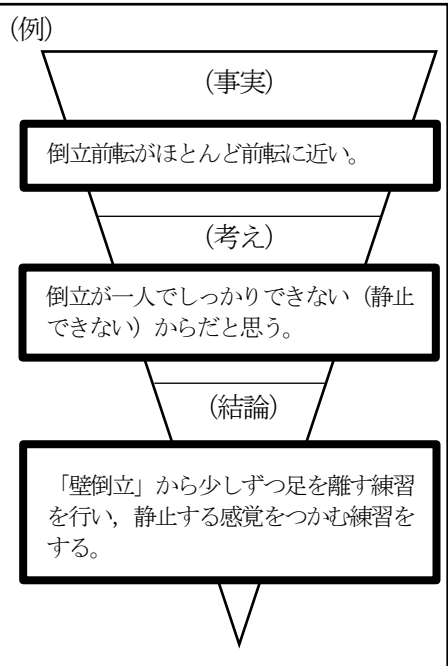 (例)
(事実)
倒立前転がほとんど前転に近い。
(考え)
倒立が一人でしっかりできない（静止
できない）からだと思う。
(結論)
「壁倒立」から少しずつ足を離す練習
を行い，静止する感覚をつかむ練習を
する。